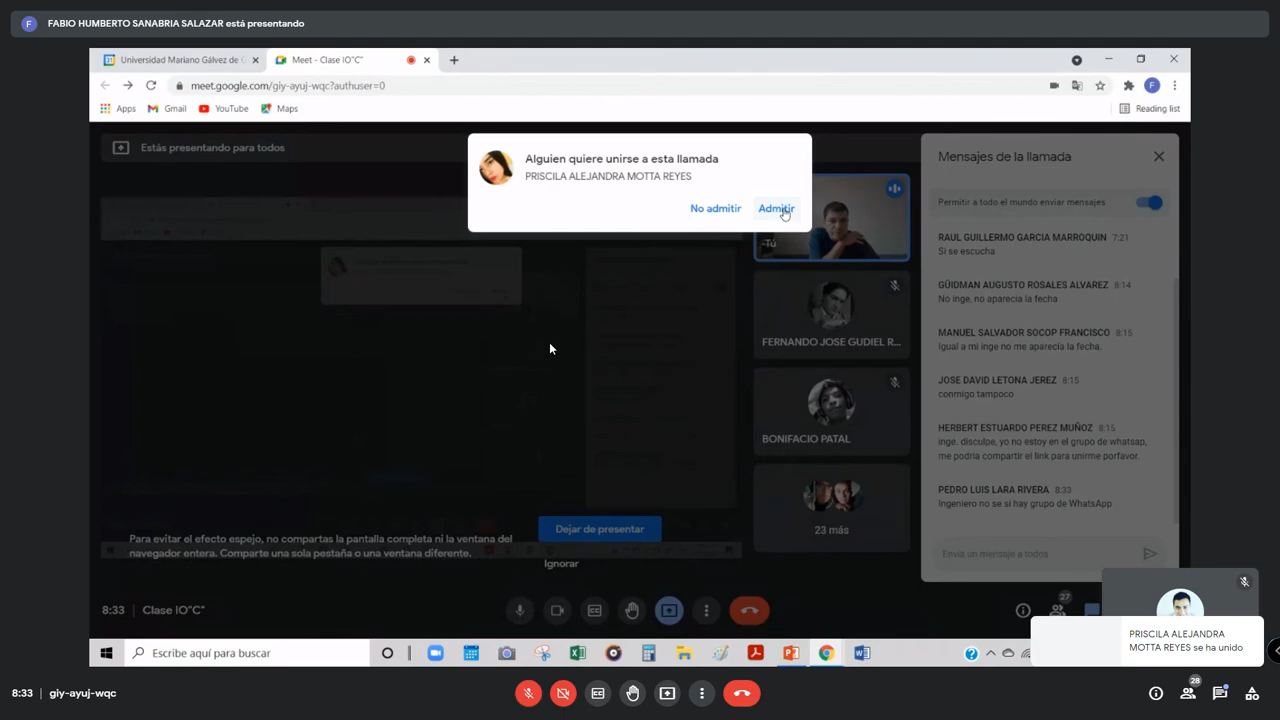 F FABIO HUMBERTO SANABRIA SALAZAR está presentando
Universidad Mariano Gálvez de
Meet - Clase IO"C"
meet.google.com/giy-ayuj-wqc?authuser=0
F
Apps Gmail YouTube Maps Reading list
Estás presentando para todos
Alguien quiere unirse a esta llamada
PRISCILA ALEJANDRA MOTTA REYES
No admitir Admitir
Tú
FERNANDO JOSE GUDIEL R...
BONIFACIO PATAL
23 más
Mensajes de la llamada
Permitir a todo el mundo enviar mensajes
RAUL GUILLERMO GARCIA MARROQUIN 7:21
Si se escucha
GÜIDMAN AUGUSTO ROSALES ALVAREZ 8:14
No inge, no aparecia la fecha
MANUEL SALVADOR SOCOP FRANCISCO 8:15
Igual a mi inge no me aparecía la fecha.
JOSE DAVID LETONA JEREZ 8:15
conmigo tampoco
HERBERT ESTUARDO PEREZ MUÑOZ 8:15
inge. disculpe, yo no estoy en el grupo de whatsap,
me podria compartir el link para unirme porfavor.
PEDRO LUIS LARA RIVERA 8:33
Ingeniero no se si hay grupo de WhatsApp
Envía un mensaje a todos
Para evitar el efecto espejo, no compartas la pantalla completa ni la ventana del
navegador entera. Comparte una sola pestaña o una ventana diferente.
Dejar de presentar
Ignorar
8:33 Clase IO"C"
27
Escribe aquí para buscar
PRISCILA ALEJANDRA
MOTTA REYES se ha unido
8:33 | giy-ayuj-wqc
28